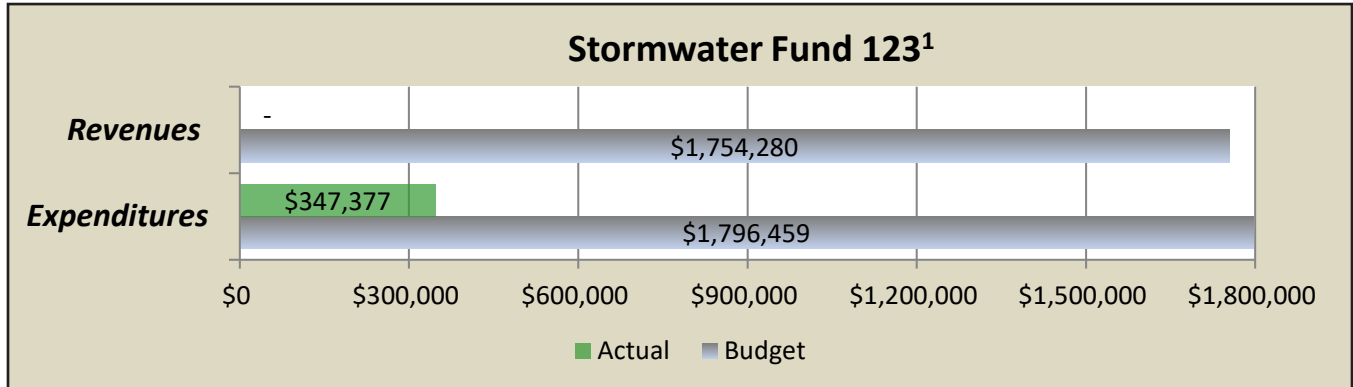 Stormwater Fund 123¹
Revenues
-
$1,754,280
Expenditures
$347,377
$1,796,459
$0 $300,000 $600,000 $900,000 $1,200,000 $1,500,000 $1,800,000
Actual Budget